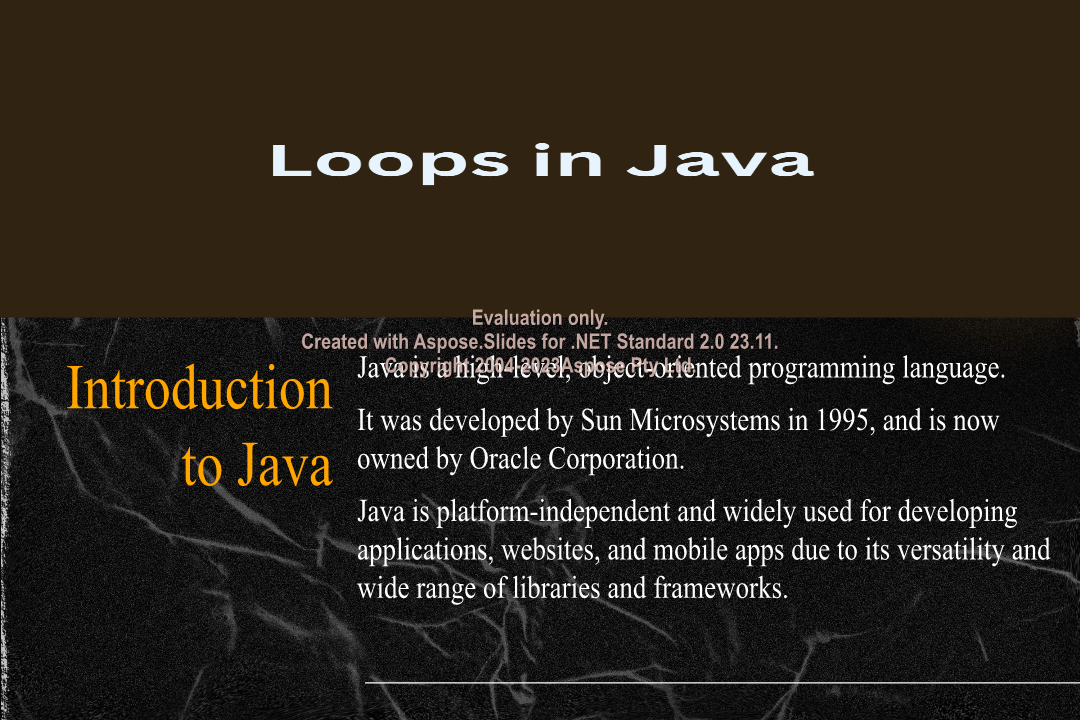 Loops in Java
Evaluation only.
Created with Aspose.Slides for .NET Standard 2.0 23.11.
Copyright 2004-2023Aspose Pty Ltd.
Introduction
to Java
Java is a high-level, object-oriented programming language.
It was developed by Sun Microsystems in 1995, and is now
owned by Oracle Corporation.
Java is platform-independent and widely used for developing
applications, websites, and mobile apps due to its versatility and
wide range of libraries and frameworks.